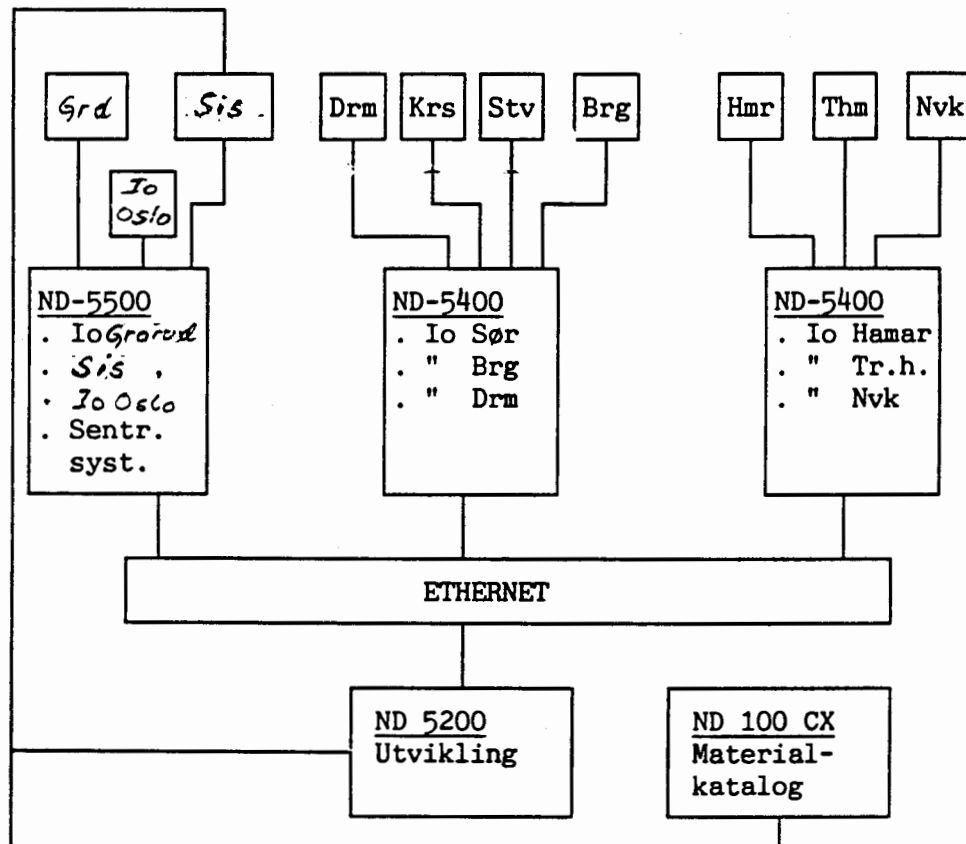 Grd
Sis.
Drm
Krs
Stv
Brg
Hmr
Thm
Nvk
Io
Oslo
ND-5500
. Io Grorud
. Sis .
. Io Oslo
. Sentr.
syst.
ND-5400
. Io Sør
. " Brg
. " Drm
ND-5400
. Io Hamar
. " Tr.h.
. " Nvk
ETHERNET
ND 5200
Utvikling
ND 100 CX
Material-
katalog